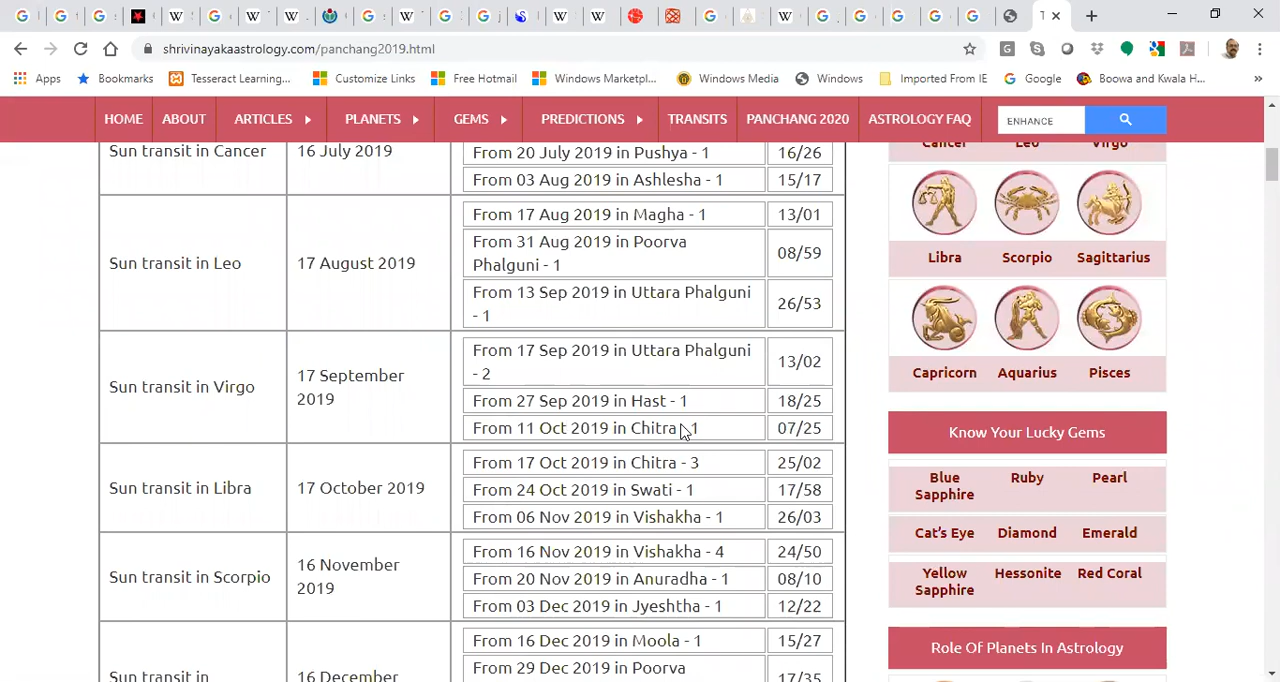 shrivinayakaastrology.com/panchang2019.html
Apps
Bookmarks
Tesseract Learning...
Customize Links
Free Hotmail
Windows Marketpl...
Windows Media
Windows
Imported From IE
Google
Boowa and Kwala H...
HOME
ABOUT
ARTICLES
PLANETS
GEMS
PREDICTIONS
TRANSITS
PANCHANG 2020
ASTROLOGY FAQ
ENHANCE
Sun transit in Cancer
16 July 2019
From 20 July 2019 in Pushya - 1
16/26
From 03 Aug 2019 in Ashlesha - 1
15/17
Sun transit in Leo
17 August 2019
From 17 Aug 2019 in Magha - 1
13/01
From 31 Aug 2019 in Poorva
Phalguni - 1
08/59
From 13 Sep 2019 in Uttara Phalguni
- 1
26/53
Sun transit in Virgo
17 September
2019
From 17 Sep 2019 in Uttara Phalguni
- 2
13/02
From 27 Sep 2019 in Hast - 1
18/25
From 11 Oct 2019 in Chitra - 1
07/25
Sun transit in Libra
17 October 2019
From 17 Oct 2019 in Chitra - 3
25/02
From 24 Oct 2019 in Swati - 1
17/58
From 06 Nov 2019 in Vishakha - 1
26/03
Sun transit in Scorpio
16 November
2019
From 16 Nov 2019 in Vishakha - 4
24/50
From 20 Nov 2019 in Anuradha - 1
08/10
From 03 Dec 2019 in Jyeshtha - 1
12/22
Sun transit in
16 December
From 16 Dec 2019 in Moola - 1
15/27
From 29 Dec 2019 in Poorva
17/35
Cancer Leo Virgo
Libra Scorpio Sagittarius
Capricorn Aquarius Pisces
Know Your Lucky Gems
Blue
Sapphire
Ruby
Pearl
Cat's Eye Diamond Emerald
Yellow
Sapphire
Hessonite
Red Coral
Role Of Planets In Astrology